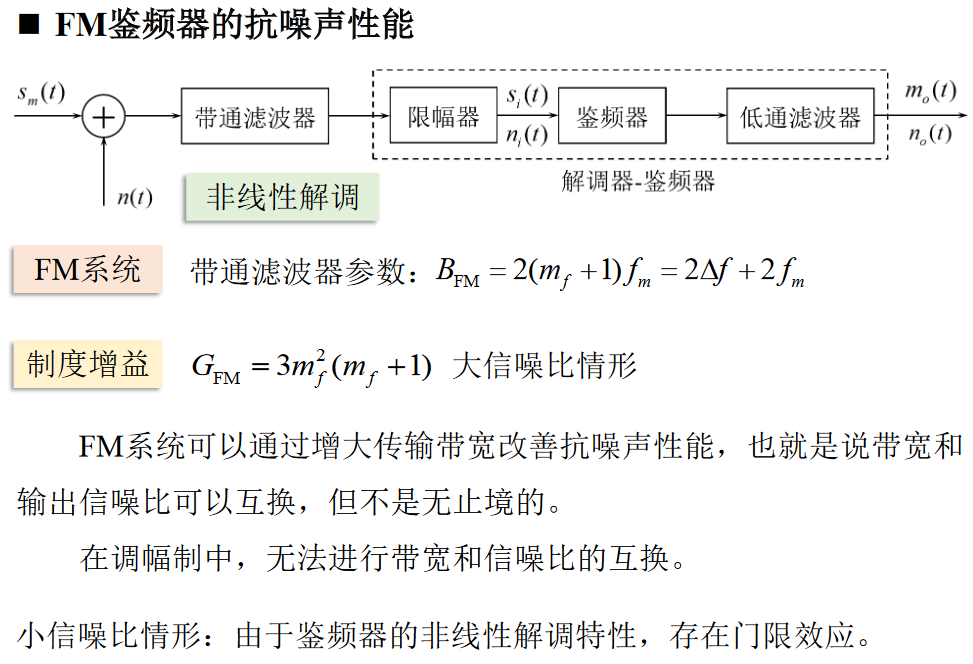 ■ FM鉴频器的抗噪声性能
s_m(t)
+
n(t)
带通滤波器
限幅器
s_i(t)
n_i(t)
鉴频器
低通滤波器
m_o(t)
n_o(t)
解调器-鉴频器
非线性解调
FM系统
带通滤波器参数：B_FM = 2(m_f + 1)f_m = 2Δf + 2f_m
制度增益
G_FM = 3m_f^2(m_f + 1) 大信噪比情形
FM系统可以通过增大传输带宽改善抗噪声性能，也就是说带宽和
输出信噪比可以互换，但不是无止境的。
在调幅制中，无法进行带宽和信噪比的互换。
小信噪比情形：由于鉴频器的非线性解调特性，存在门限效应。